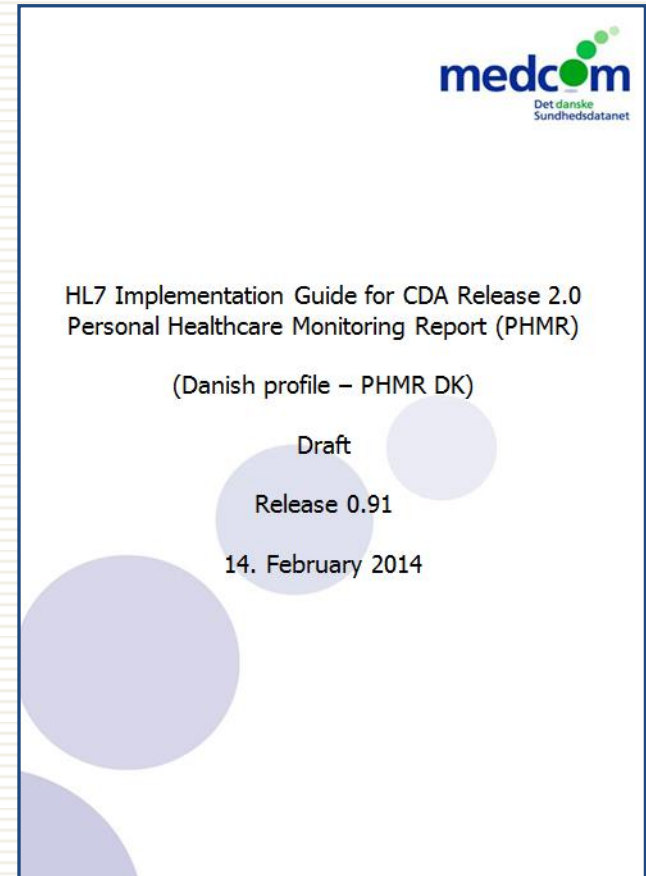 medcom
Det danske
Sundhedsdatanet
HL7 Implementation Guide for CDA Release 2.0
Personal Healthcare Monitoring Report (PHMR)
(Danish profile – PHMR DK)
Draft
Release 0.91
14. February 2014